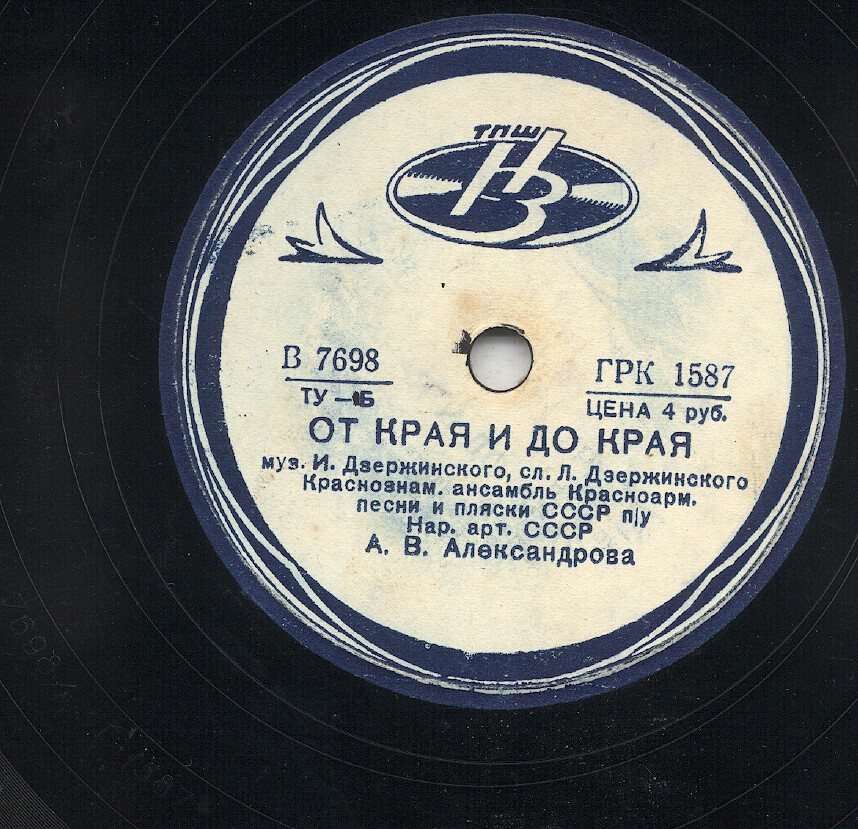 ТПШ
НЗ
В 7698
ГРК 1587
ТУ — Б
ЦЕНА 4 руб.
ОТ КРАЯ И ДО КРАЯ
муз. И. Дзержинского, сл. Л. Дзержинского
Краснознам. ансамбль Красноарм.
песни и пляски СССР п/у
Нар. арт. СССР
А. В. Александрова